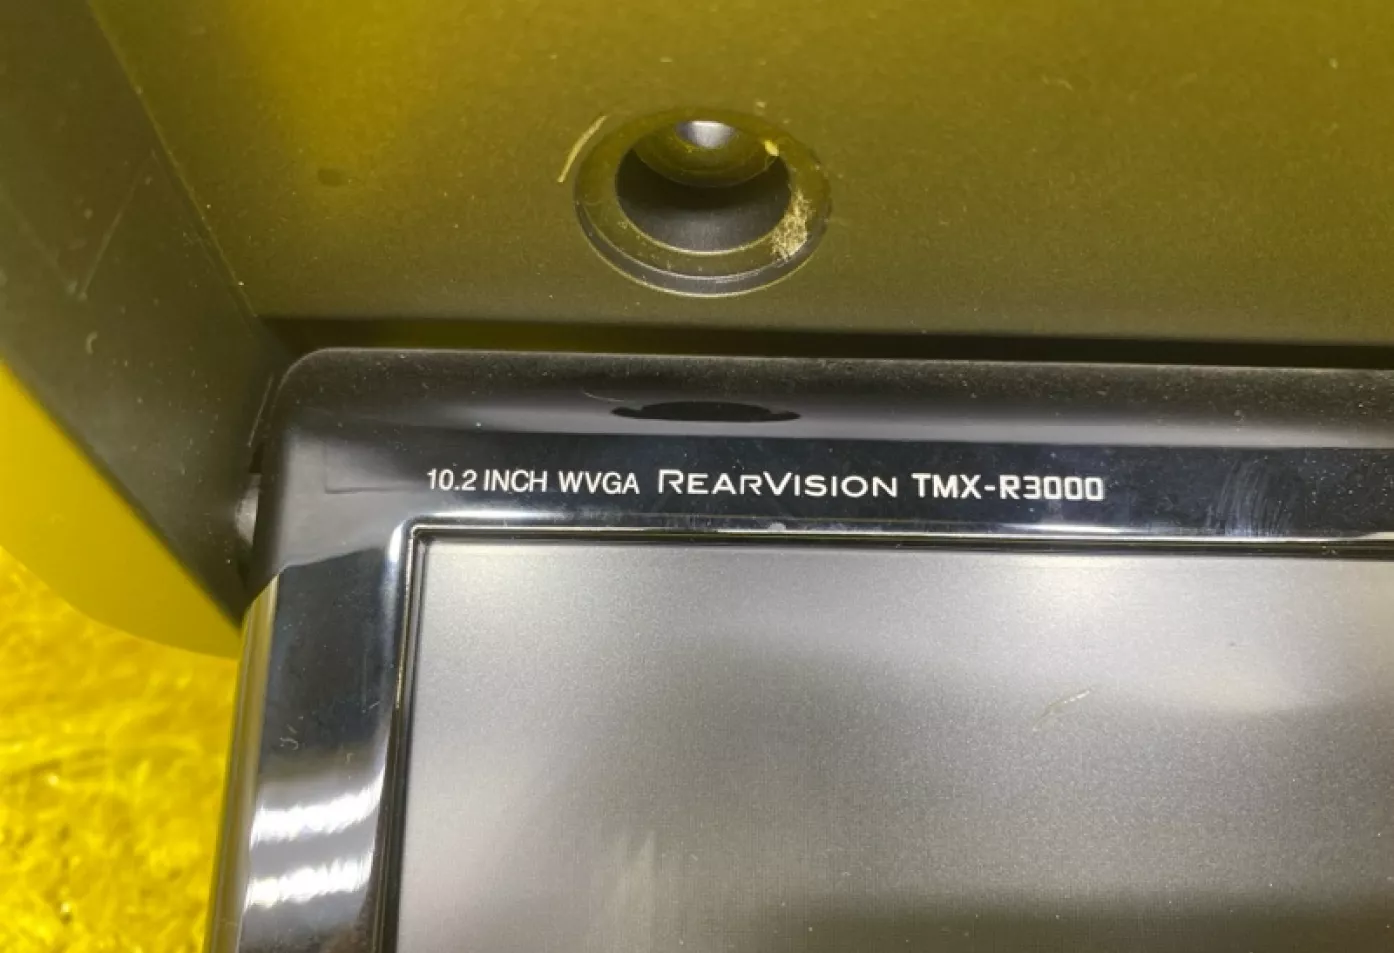 10.2 INCH WVGA REARVISION TMX-R3000